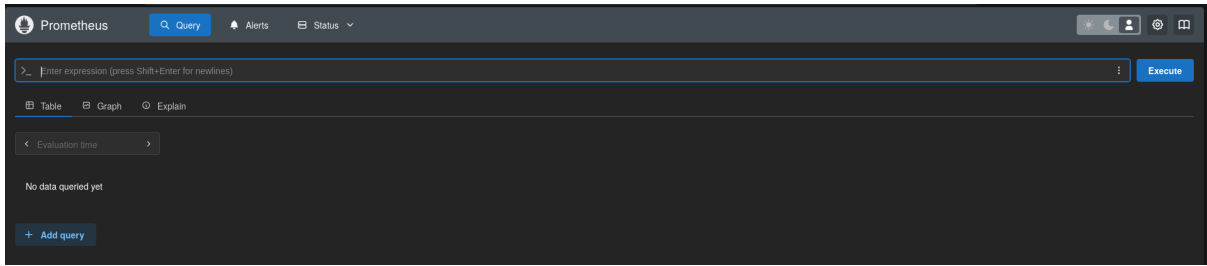 Prometheus Query Alerts Status
>_ Enter expression (press Shift+Enter for newlines) Execute
Table Graph Explain
Evaluation time
No data queried yet
+ Add query